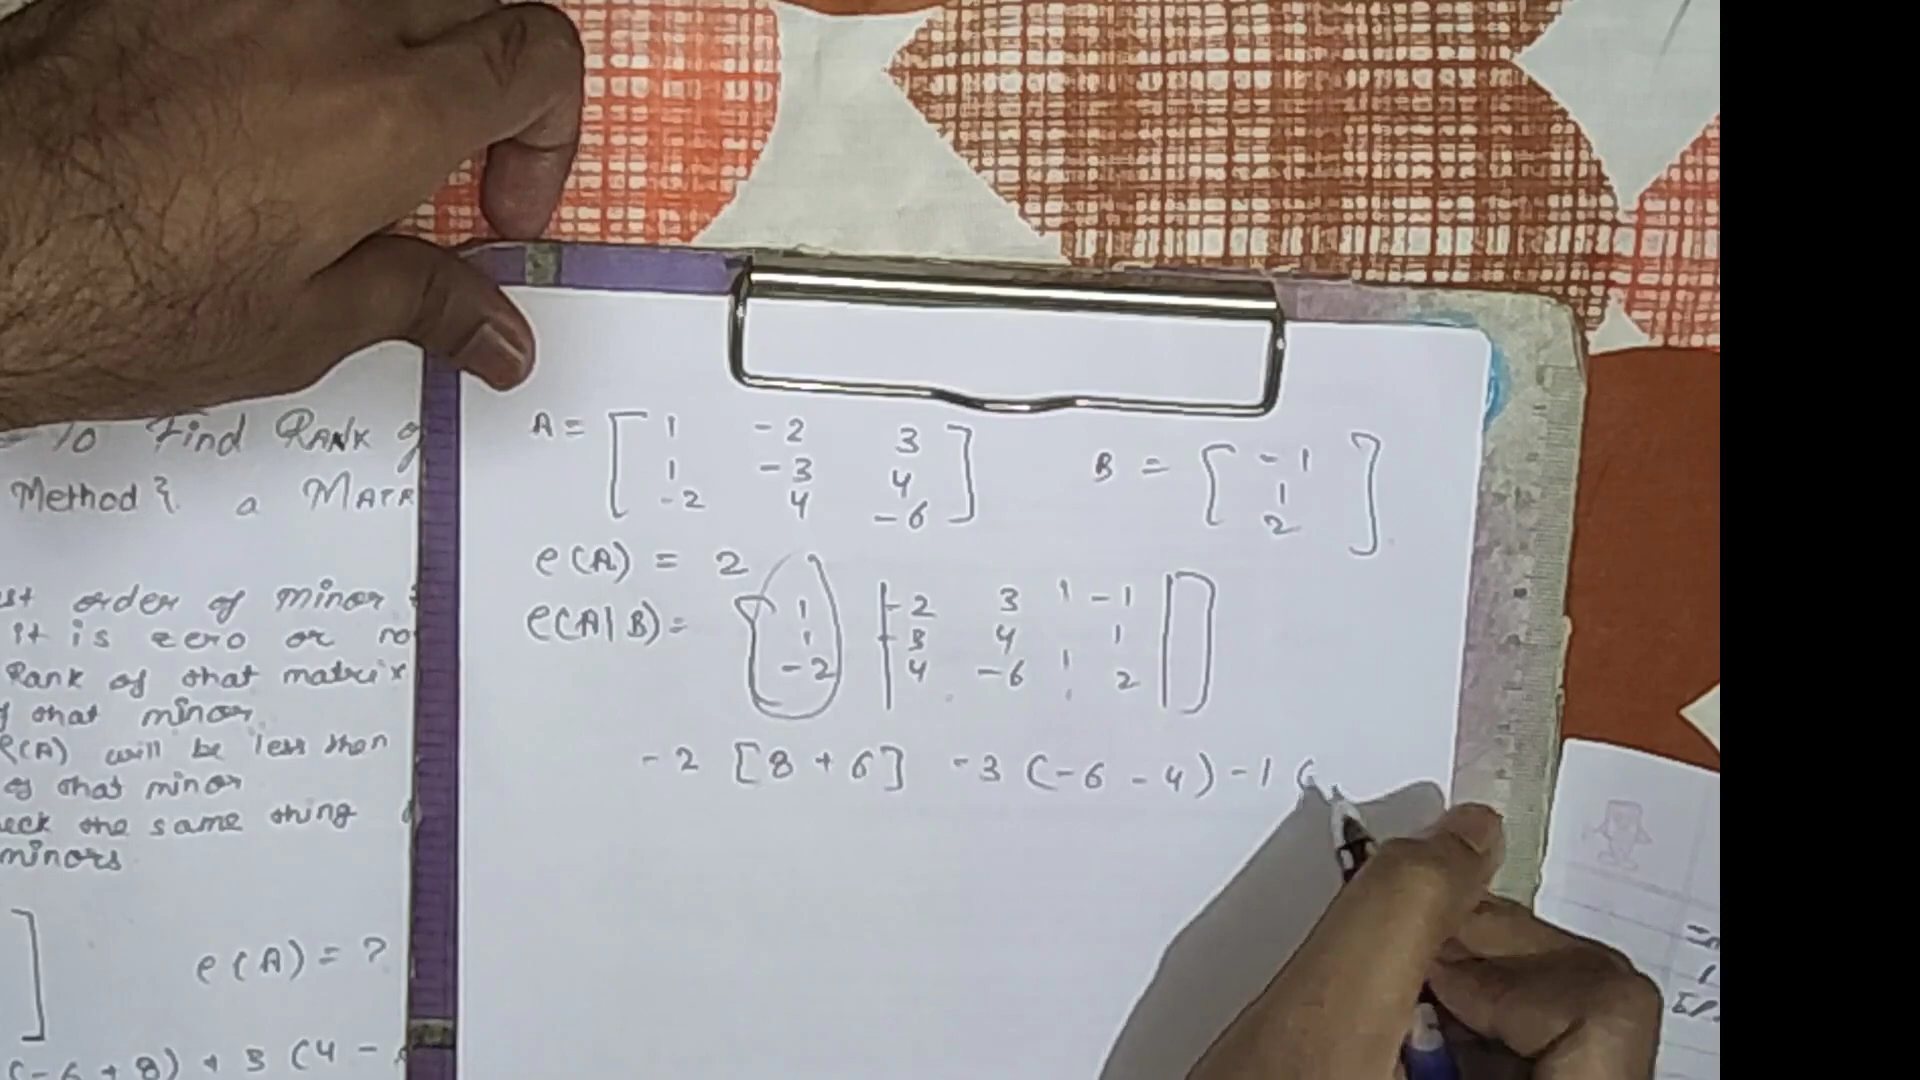 = To Find RANK of
Method}. a MATR
st order of minor
it is zero or no
Rank of that matrix
of that minor
ρ(A) will be less then
of that minor
eck the same thing
minors
] ρ(A) = ?
(-6 + 8) + 3 (4 -
A = [ 1 -2 3
1 -3 4
-2 4 -6 ]
B = [ -1
1
2 ]
ρ(A) = 2
ρ(A|B) = [ 1 | -2 3 | -1 | ]
1 -3 4 1
-2 4 -6 | 2
-2 [8 + 6] -3 (-6 - 4) -1 (